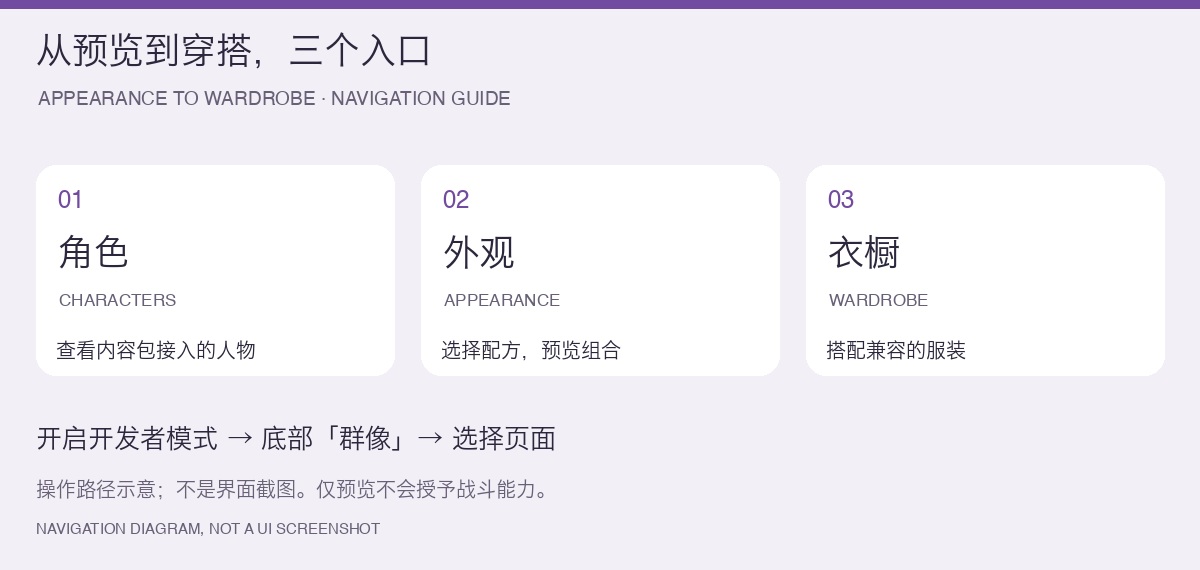 从预览到穿搭，三个入口
APPEARANCE TO WARDROBE · NAVIGATION GUIDE
01
角色
CHARACTERS
查看内容包接入的人物
02
外观
APPEARANCE
选择配方，预览组合
03
衣橱
WARDROBE
搭配兼容的服装
开启开发者模式 → 底部「群像」→ 选择页面
操作路径示意；不是界面截图。仅预览不会授予战斗能力。
NAVIGATION DIAGRAM, NOT A UI SCREENSHOT